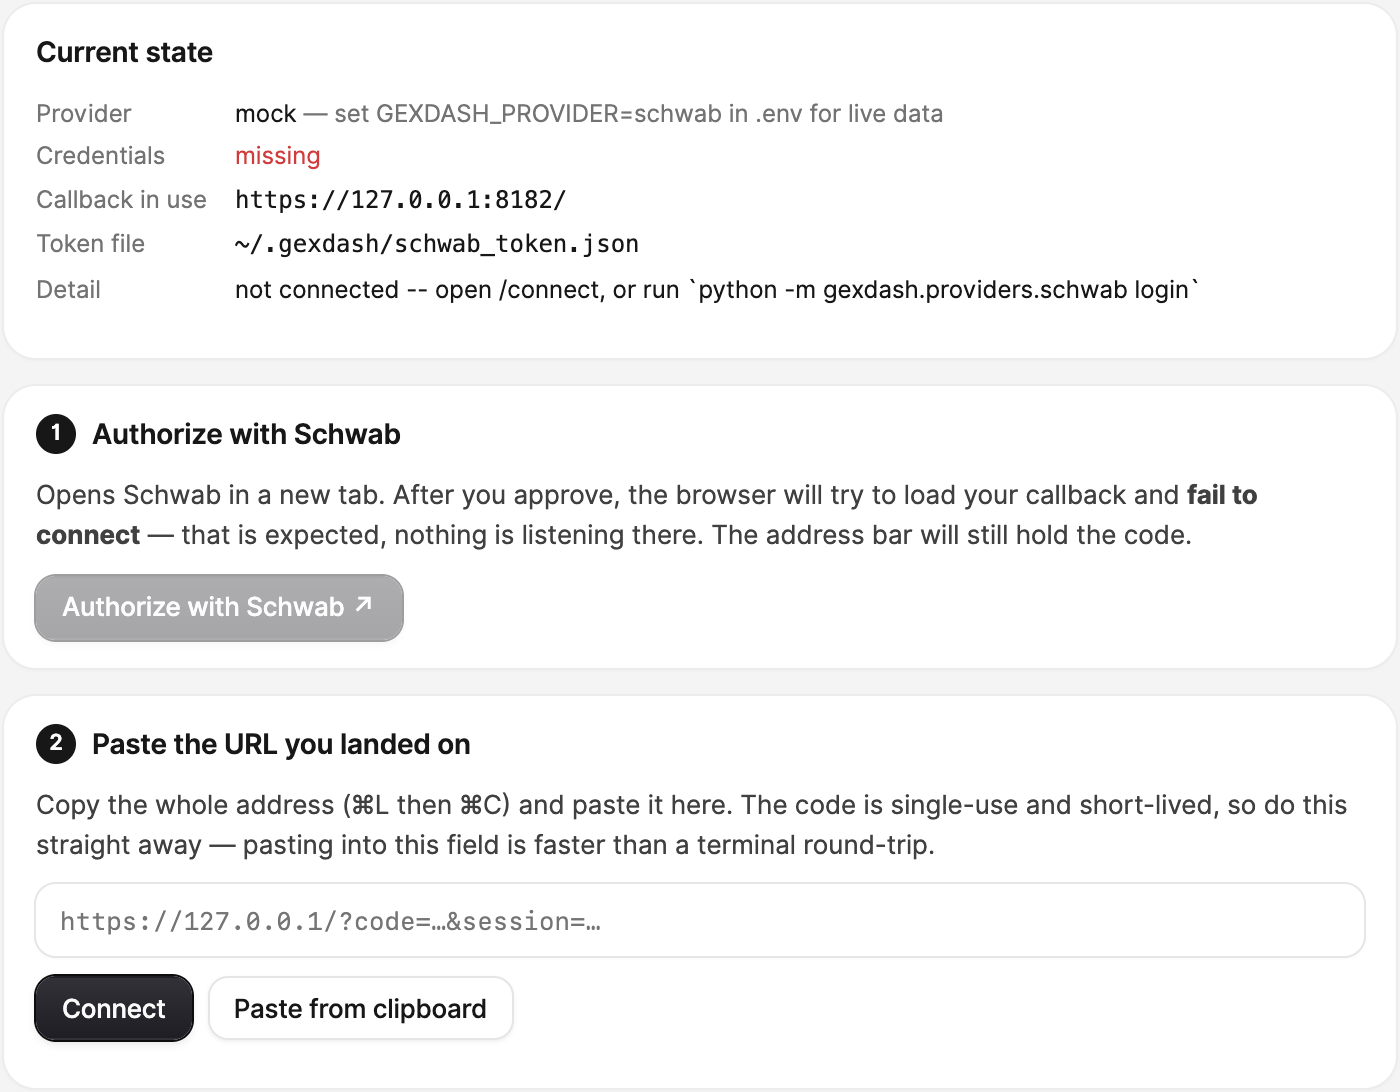 Current state
Provider mock — set GEXDASH_PROVIDER=schwab in .env for live data
Credentials missing
Callback in use https://127.0.0.1:8182/
Token file ~/.gexdash/schwab_token.json
Detail not connected -- open /connect, or run `python -m gexdash.providers.schwab login`
1 Authorize with Schwab
Opens Schwab in a new tab. After you approve, the browser will try to load your callback and fail to
connect — that is expected, nothing is listening there. The address bar will still hold the code.
Authorize with Schwab ↗
2 Paste the URL you landed on
Copy the whole address (⌘L then ⌘C) and paste it here. The code is single-use and short-lived, so do this
straight away — pasting into this field is faster than a terminal round-trip.
https://127.0.0.1/?code=…&session=…
Connect Paste from clipboard